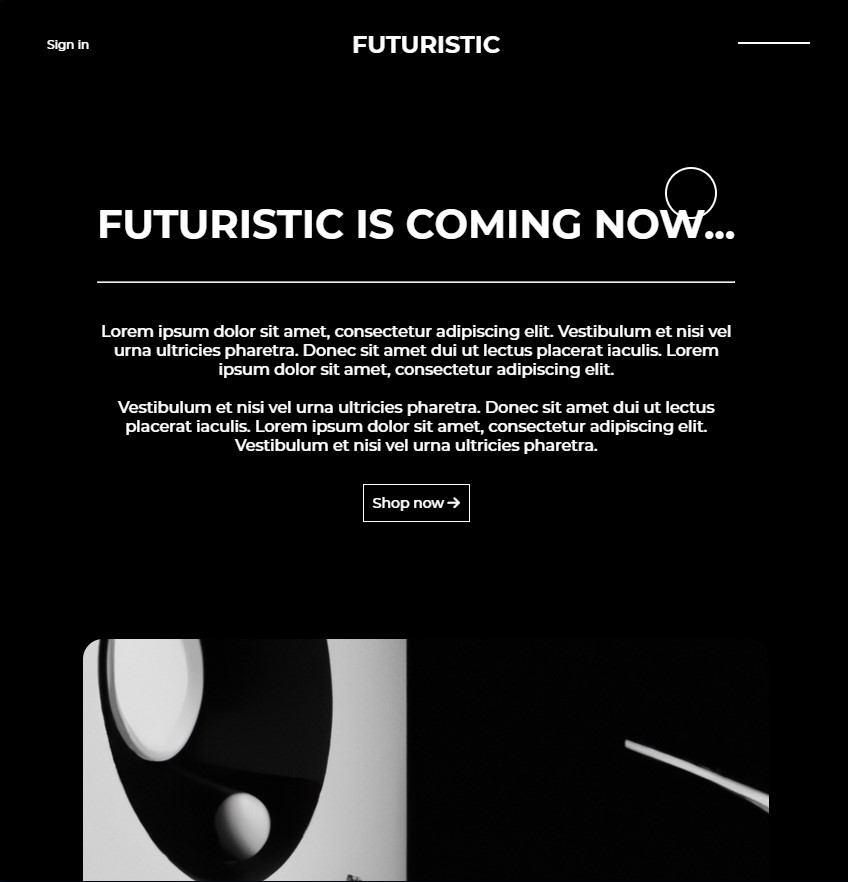 Sign in
FUTURISTIC
FUTURISTIC IS COMING NOW...
Lorem ipsum dolor sit amet, consectetur adipiscing elit. Vestibulum et nisi vel
urna ultricies pharetra. Donec sit amet dui ut lectus placerat iaculis. Lorem
ipsum dolor sit amet, consectetur adipiscing elit.
Vestibulum et nisi vel urna ultricies pharetra. Donec sit amet dui ut lectus
placerat iaculis. Lorem ipsum dolor sit amet, consectetur adipiscing elit.
Vestibulum et nisi vel urna ultricies pharetra.
Shop now →